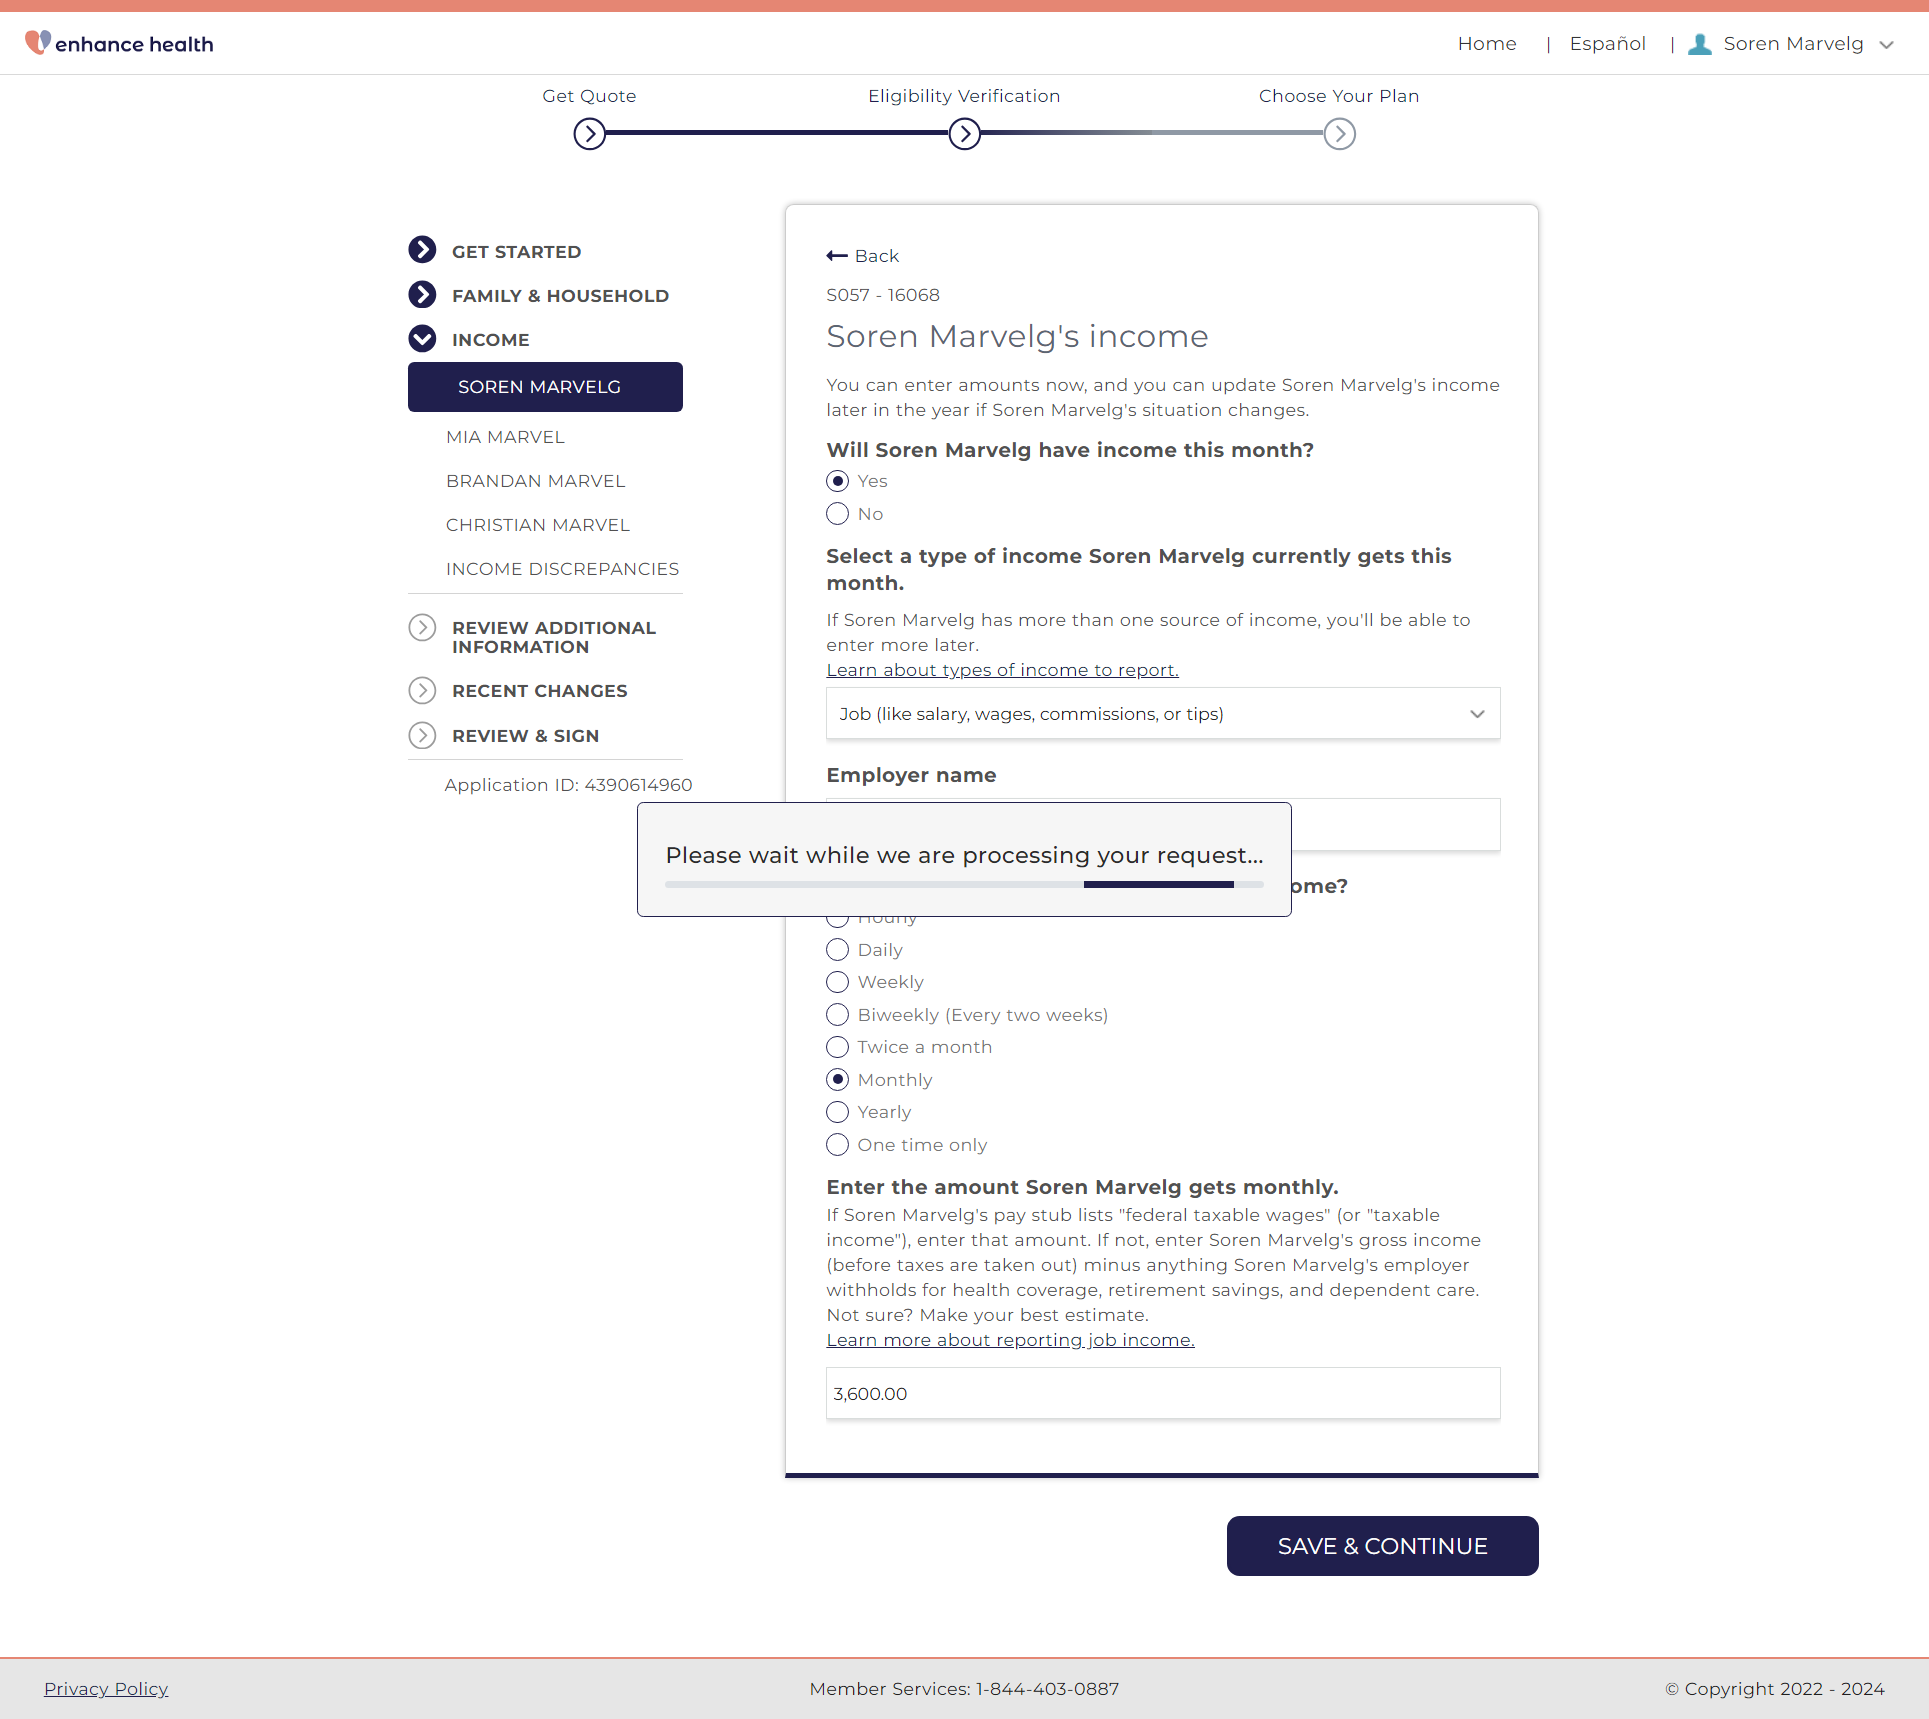 enhance health
Home | Español | Soren Marvelg
Get Quote
Eligibility Verification
Choose Your Plan
GET STARTED
FAMILY & HOUSEHOLD
INCOME
SOREN MARVELG
MIA MARVEL
BRANDAN MARVEL
CHRISTIAN MARVEL
INCOME DISCREPANCIES
REVIEW ADDITIONAL
INFORMATION
RECENT CHANGES
REVIEW & SIGN
Application ID: 4390614960
Back
S057 - 16068
Soren Marvelg's income
You can enter amounts now, and you can update Soren Marvelg's income
later in the year if Soren Marvelg's situation changes.
Will Soren Marvelg have income this month?
Yes
No
Select a type of income Soren Marvelg currently gets this
month.
If Soren Marvelg has more than one source of income, you'll be able to
enter more later.
Learn about types of income to report.
Job (like salary, wages, commissions, or tips)
Employer name
Please wait while we are processing your request...
ome?
Hourly
Daily
Weekly
Biweekly (Every two weeks)
Twice a month
Monthly
Yearly
One time only
Enter the amount Soren Marvelg gets monthly.
If Soren Marvelg's pay stub lists "federal taxable wages" (or "taxable
income"), enter that amount. If not, enter Soren Marvelg's gross income
(before taxes are taken out) minus anything Soren Marvelg's employer
withholds for health coverage, retirement savings, and dependent care.
Not sure? Make your best estimate.
Learn more about reporting job income.
3,600.00
SAVE & CONTINUE
Privacy Policy
Member Services: 1-844-403-0887
© Copyright 2022 - 2024